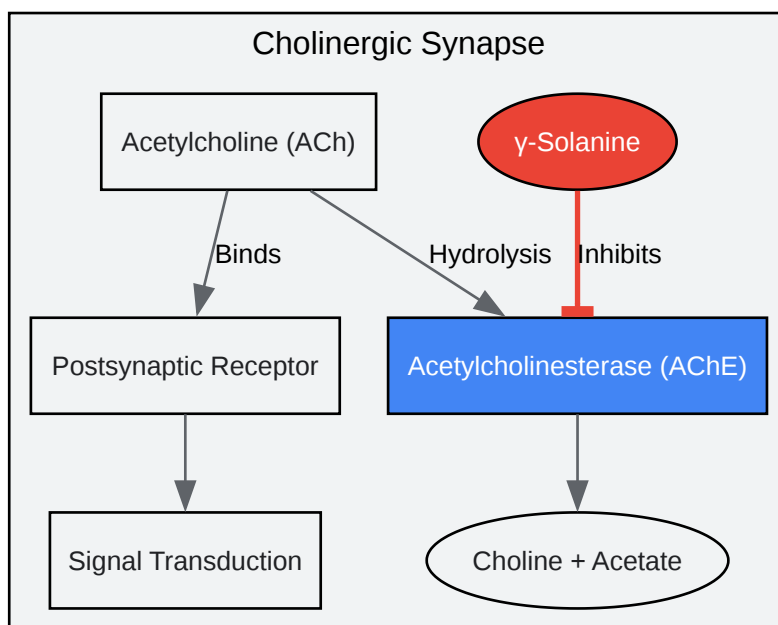 Cholinergic Synapse
Acetylcholine (ACh)
γ-Solanine
Binds
Hydrolysis
Inhibits
Postsynaptic Receptor
Acetylcholinesterase (AChE)
Signal Transduction
Choline + Acetate